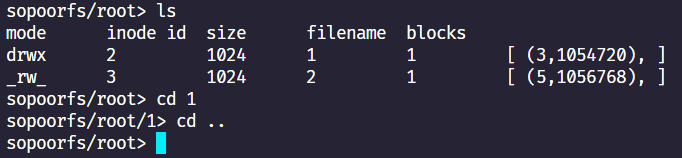 sopoorfs/root> ls
mode inode id size filename blocks
drwx 2 1024 1 1 [ (3,1054720), ]
_rw_ 3 1024 2 1 [ (5,1056768), ]
sopoorfs/root> cd 1
sopoorfs/root/1> cd ..
sopoorfs/root>